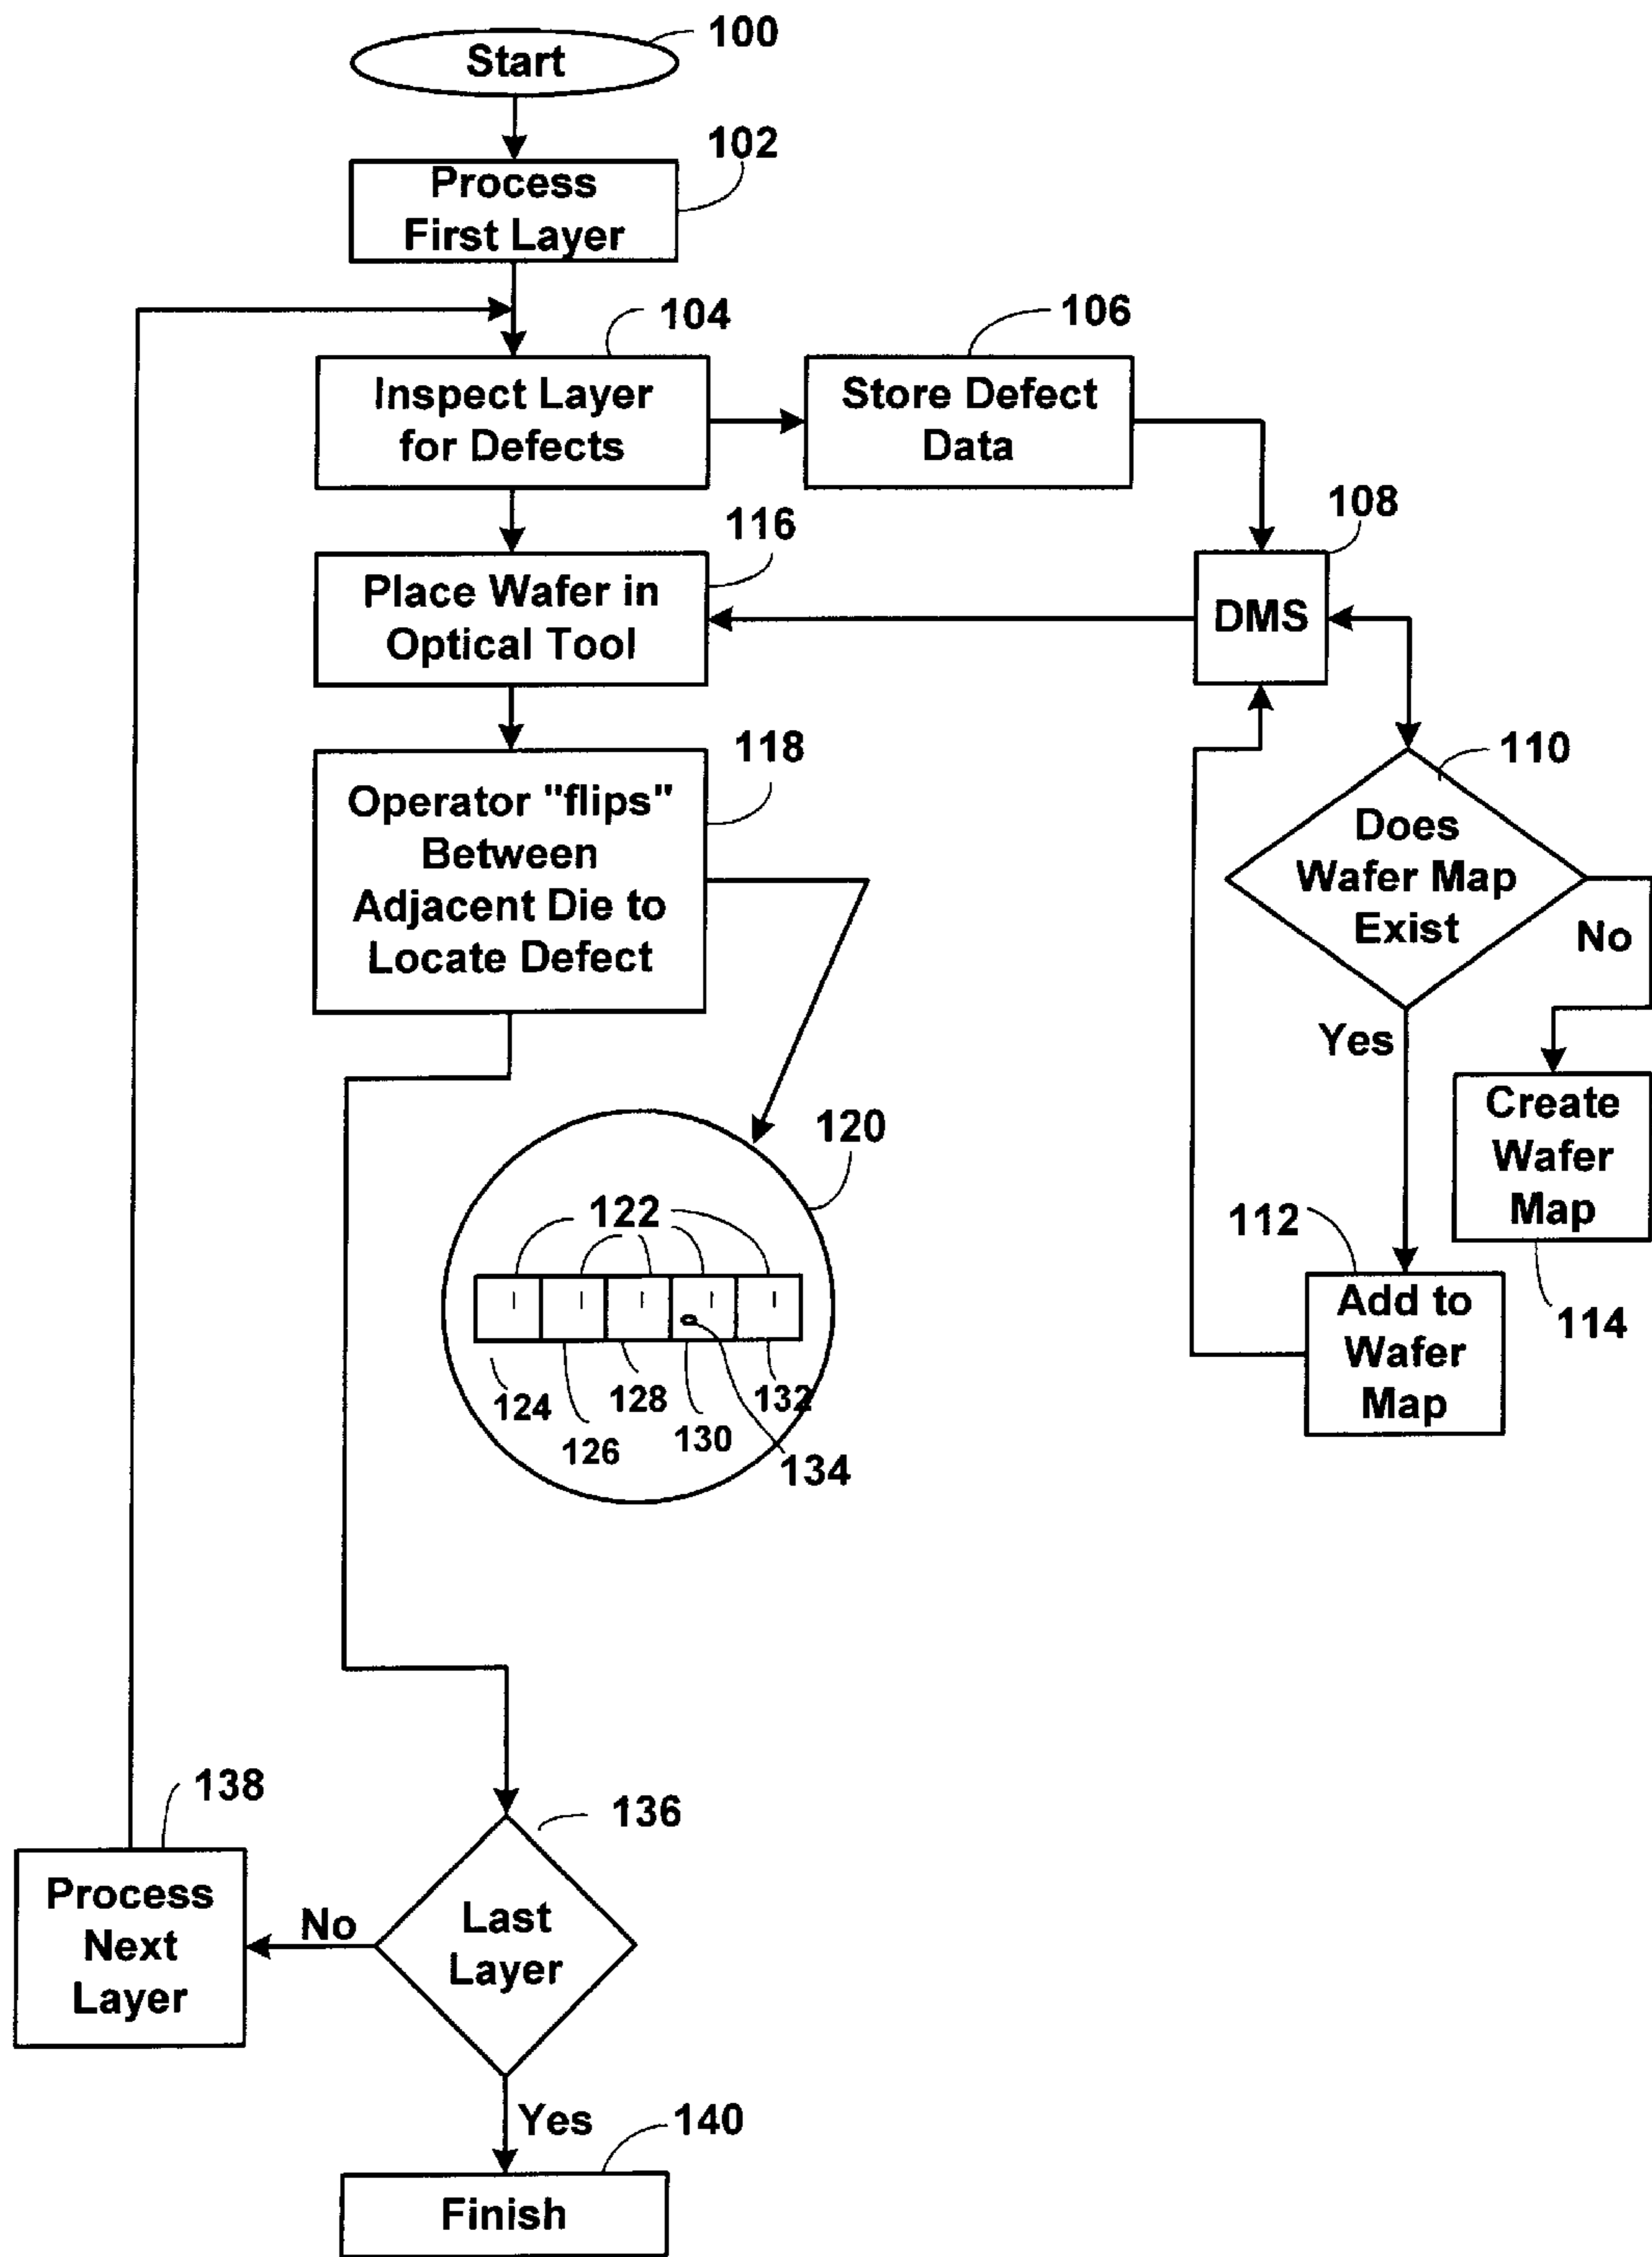 100
Start
102
Process
First Layer
104
106
Inspect Layer
for Defects
Store Defect
Data
116
108
Place Wafer in
Optical Tool
DMS
118
110
Operator "flips"
Between
Adjacent Die to
Locate Defect
Does
Wafer Map
Exist
No
Yes
120
Create
Wafer
Map
122
112
114
Add to
Wafer
Map
124
126
128
130
132
134
138
136
Process
Next
Layer
No
Last
Layer
Yes
140
Finish